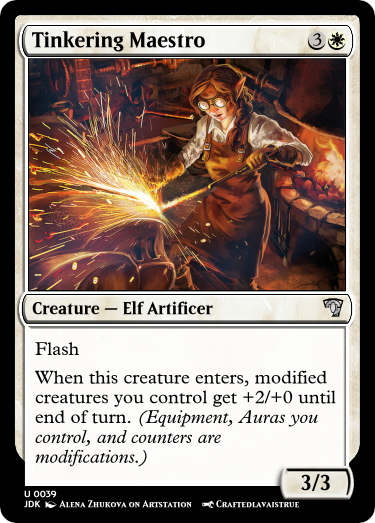 Tinkering Maestro 3
Creature — Elf Artificer
Flash
When this creature enters, modified
creatures you control get +2/+0 until
end of turn. (Equipment, Auras you
control, and counters are
modifications.)
3/3
U 0039
JDK Alena Zhukova on Artstation Craftedlavaistrue